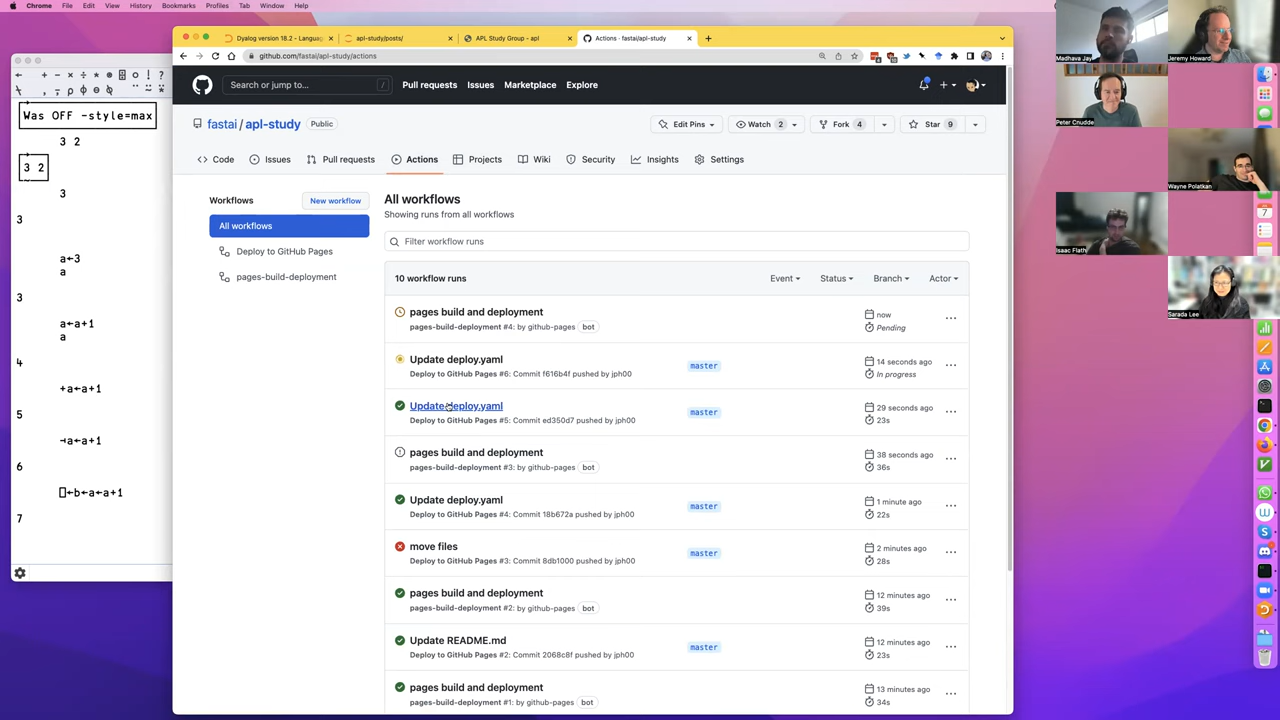 Chrome File Edit View History Bookmarks Profiles Tab Window Help
Dyalog version 18.2 - Langua
apl-study/posts/
APL Study Group - apl
Actions · fastai/apl-study
github.com/fastai/apl-study/actions
Search or jump to...
/
Pull requests
Issues
Marketplace
Explore
fastai / apl-study
Public
Edit Pins
Watch 2
Fork 4
Star 9
Code
Issues
Pull requests
Actions
Projects
Wiki
Security
Insights
Settings
Workflows
New workflow
All workflows
Deploy to GitHub Pages
pages-build-deployment
All workflows
Showing runs from all workflows
Filter workflow runs
10 workflow runs
Event
Status
Branch
Actor
pages build and deployment
pages-build-deployment #4: by github-pages bot
now
Pending
Update deploy.yaml
Deploy to GitHub Pages #6: Commit f616b4f pushed by jph00
master
14 seconds ago
In progress
Update deploy.yaml
Deploy to GitHub Pages #5: Commit ed350d7 pushed by jph00
master
29 seconds ago
23s
pages build and deployment
pages-build-deployment #3: by github-pages bot
38 seconds ago
36s
Update deploy.yaml
Deploy to GitHub Pages #4: Commit 18b672a pushed by jph00
master
1 minute ago
22s
move files
Deploy to GitHub Pages #3: Commit 8db1000 pushed by jph00
master
2 minutes ago
28s
pages build and deployment
pages-build-deployment #2: by github-pages bot
12 minutes ago
39s
Update README.md
Deploy to GitHub Pages #2: Commit 2068c8f pushed by jph00
master
12 minutes ago
23s
pages build and deployment
pages-build-deployment #1: by github-pages bot
13 minutes ago
34s
Was OFF -style=max
3 2
3 2
3
3
a←3
a
3
a←a+1
a
4
+a←a+1
5
⊣a←a+1
6
⎕←b←a←a+1
7
Madhava Jay
Jeremy Howard
Peter Cnudde
Wayne Polatkan
Isaac Flath
Sarada Lee
7